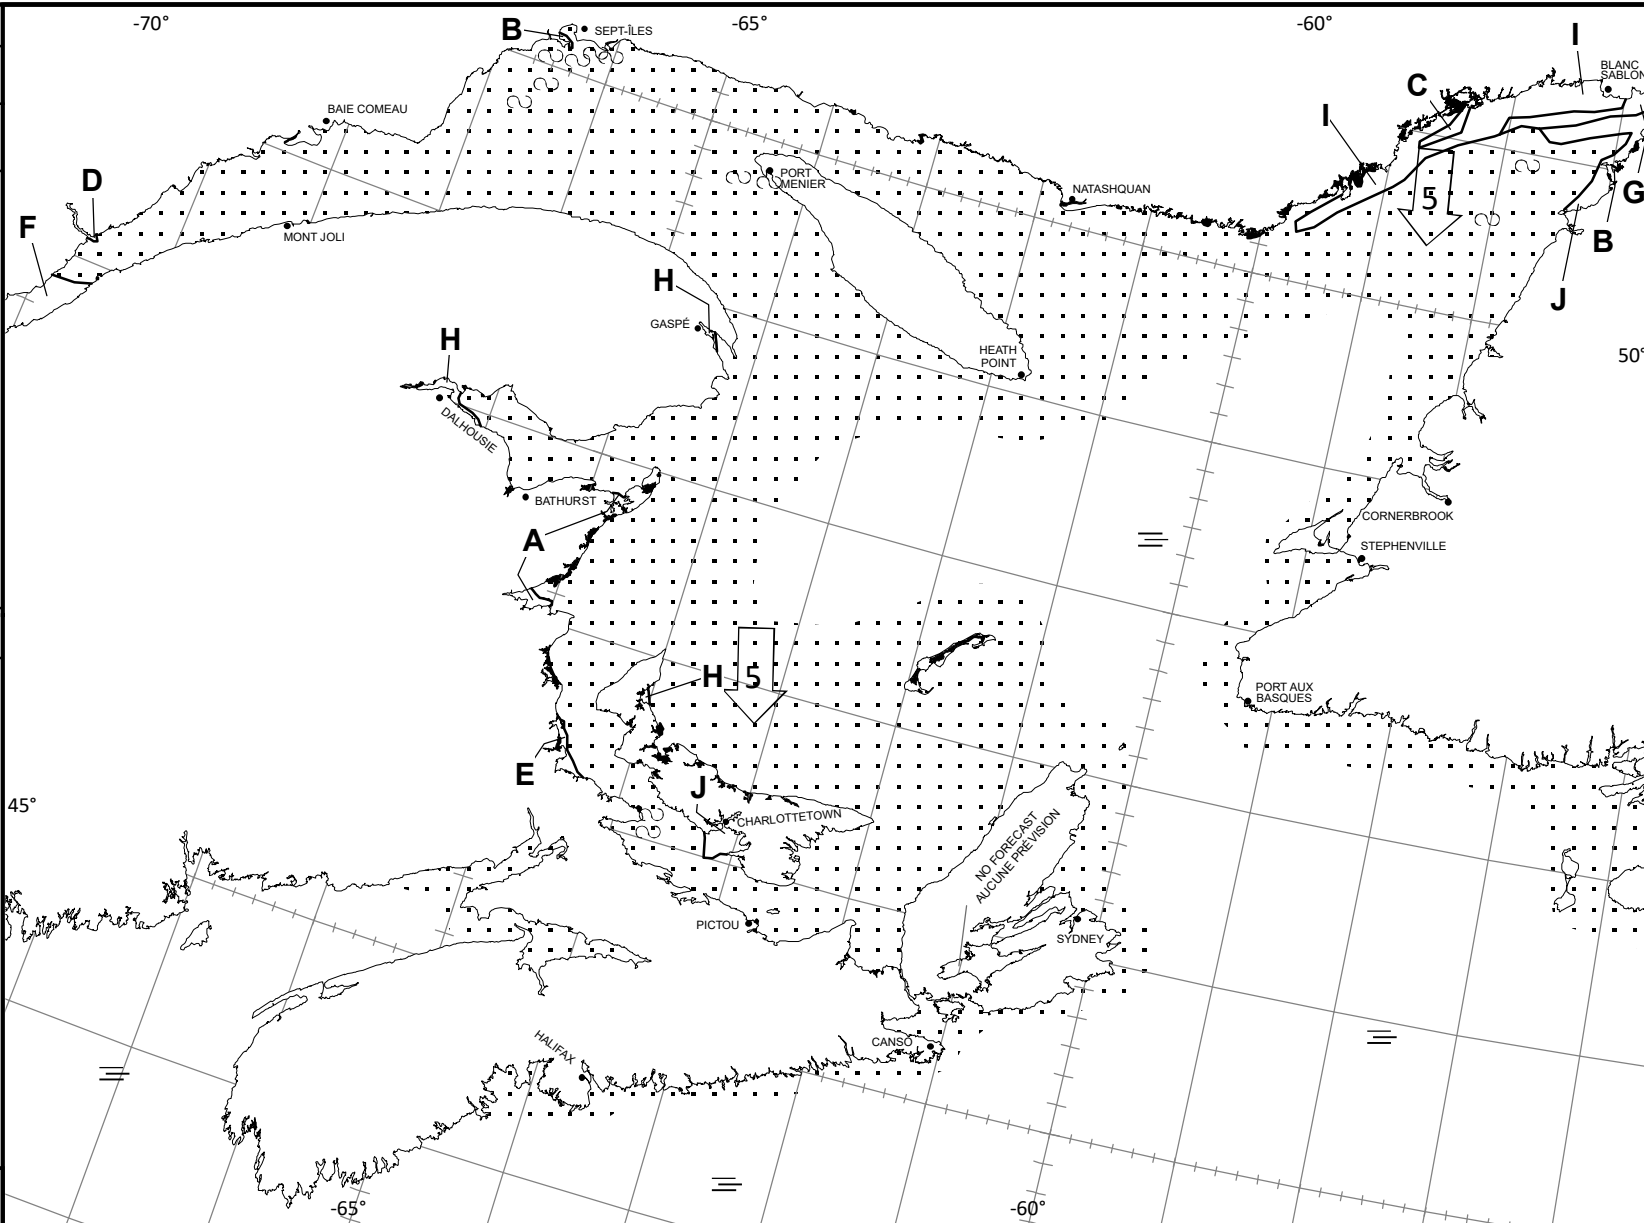 -70°
-65°
-60°
B
SEPT-ÎLES
I
BLANC
SABLON
C
BAIE COMEAU
I
D
PORT
MENIER
NATASHQUAN
5
G
F
MONT JOLI
B
H
J
GASPÉ
H
HEATH
POINT
50°
DALHOUSIE
BATHURST
CORNERBROOK
A
STEPHENVILLE
H
5
PORT AUX
BASQUES
E
J
45°
CHARLOTTETOWN
NO FORECAST
AUCUNE PRÉVISION
PICTOU
SYDNEY
HALIFAX
CANSO
-65°
-60°